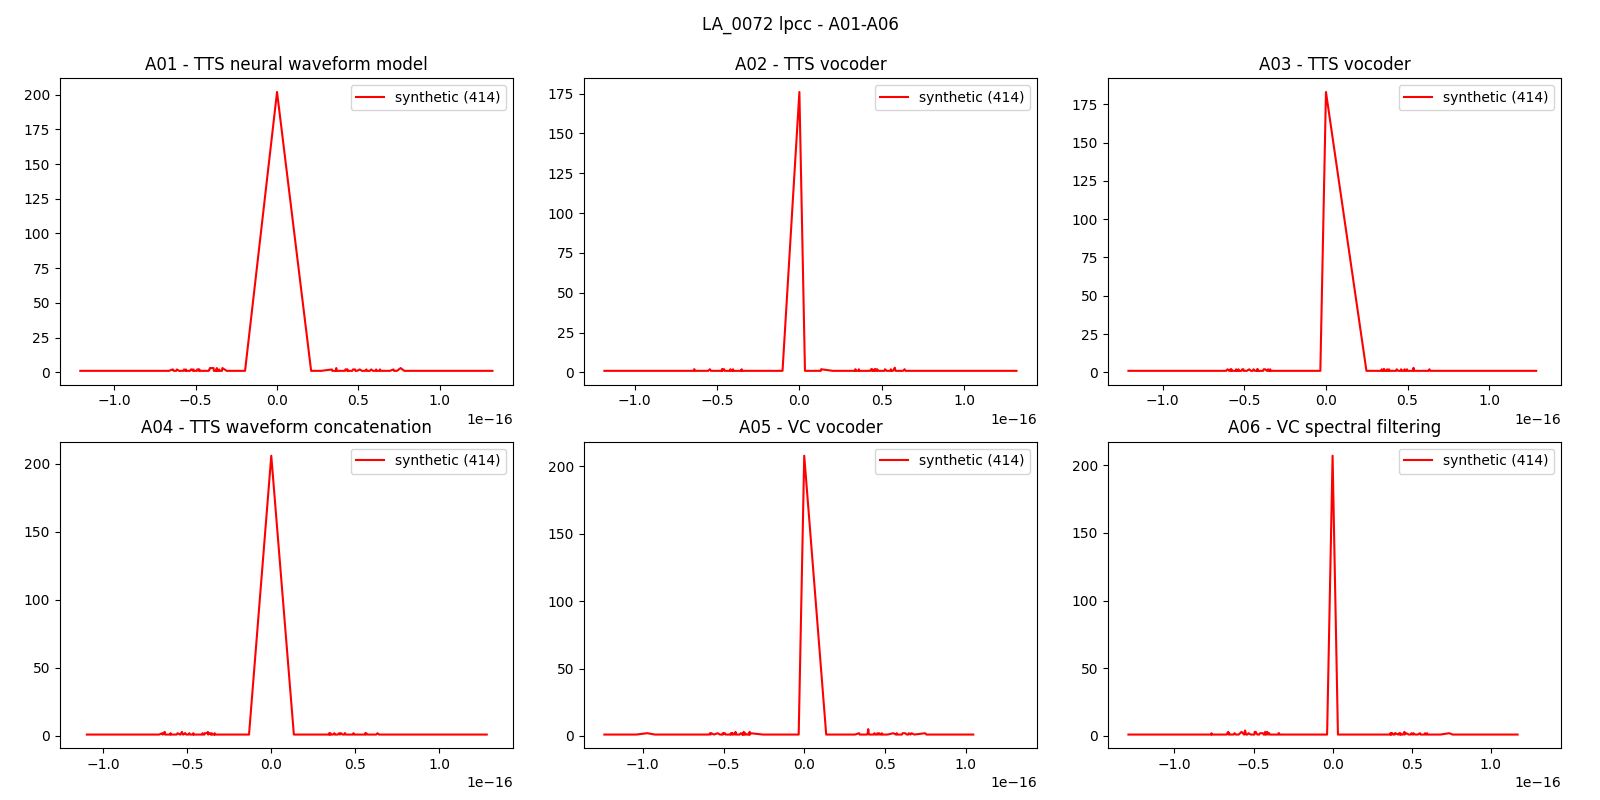 LA_0072 lpcc - A01-A06
A01 - TTS neural waveform model
A02 - TTS vocoder
A03 - TTS vocoder
synthetic (414)
synthetic (414)
synthetic (414)
200
175
150
125
100
75
50
25
0
175
150
125
100
75
50
25
0
175
150
125
100
75
50
25
0
−1.0 −0.5 0.0 0.5 1.0
1e−16
−1.0 −0.5 0.0 0.5 1.0
1e−16
−1.0 −0.5 0.0 0.5 1.0
1e−16
A04 - TTS waveform concatenation
A05 - VC vocoder
A06 - VC spectral filtering
synthetic (414)
synthetic (414)
synthetic (414)
200
150
100
50
0
200
150
100
50
0
200
150
100
50
0
−1.0 −0.5 0.0 0.5 1.0
1e−16
−1.0 −0.5 0.0 0.5 1.0
1e−16
−1.0 −0.5 0.0 0.5 1.0
1e−16